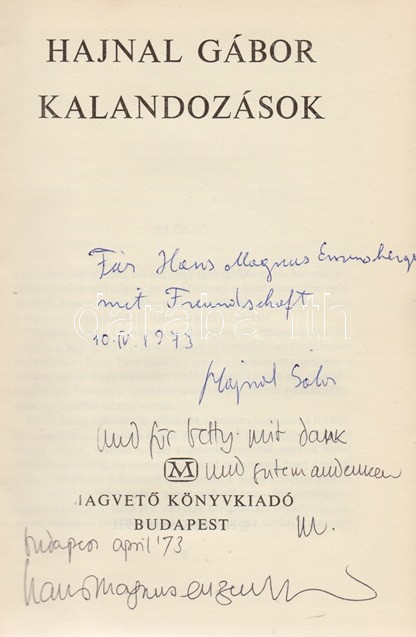 HAJNAL GÁBOR
KALANDOZÁSOK
Für Hans Magnus Enzensberger
mit Freundschaft
10. IV. 1973
Hajnal Gábor
und für betty. mit dank
M und gutem andenken
MAGVETŐ KÖNYVKIADÓ
BUDAPEST m.
budapest april '73
hans magnus enzensberger
darabanth